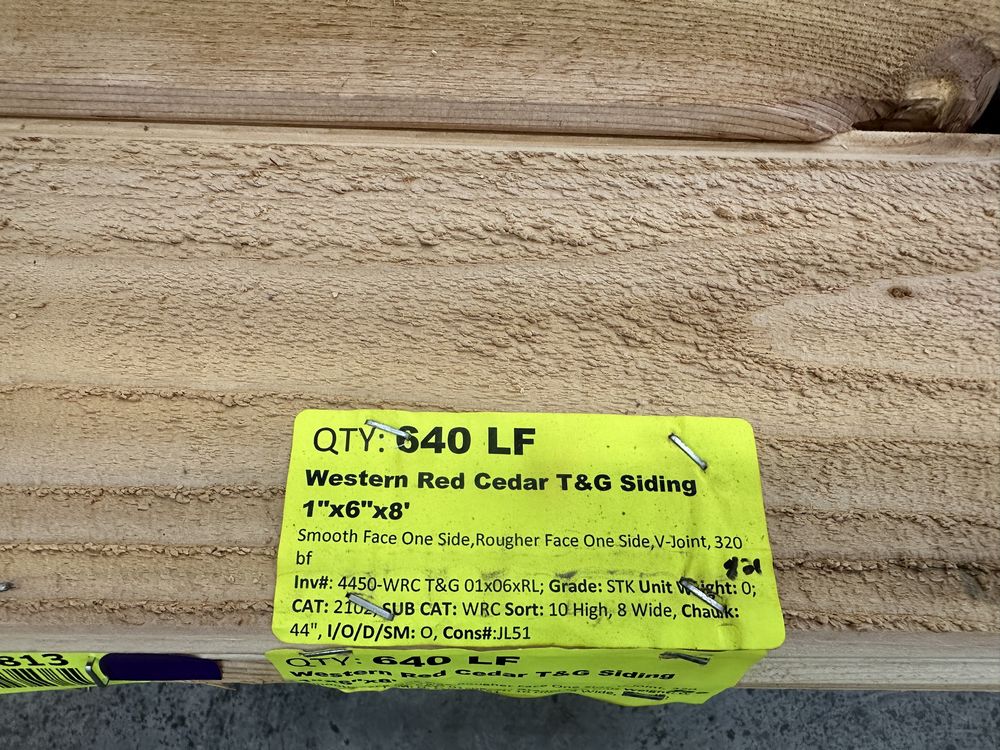 QTY: 640 LF
Western Red Cedar T&G Siding
1"x6"x8'
Smooth Face One Side,Rougher Face One Side,V-Joint, 320
bf
Inv#: 4450-WRC T&G 01x06xRL; Grade: STK Unit Weight: 0;
CAT: 2102, SUB CAT: WRC Sort: 10 High, 8 Wide, Chaulk:
44", I/O/D/SM: O, Cons#:JL51
813
QTY: 640 LF
Western Red Cedar T&G Siding